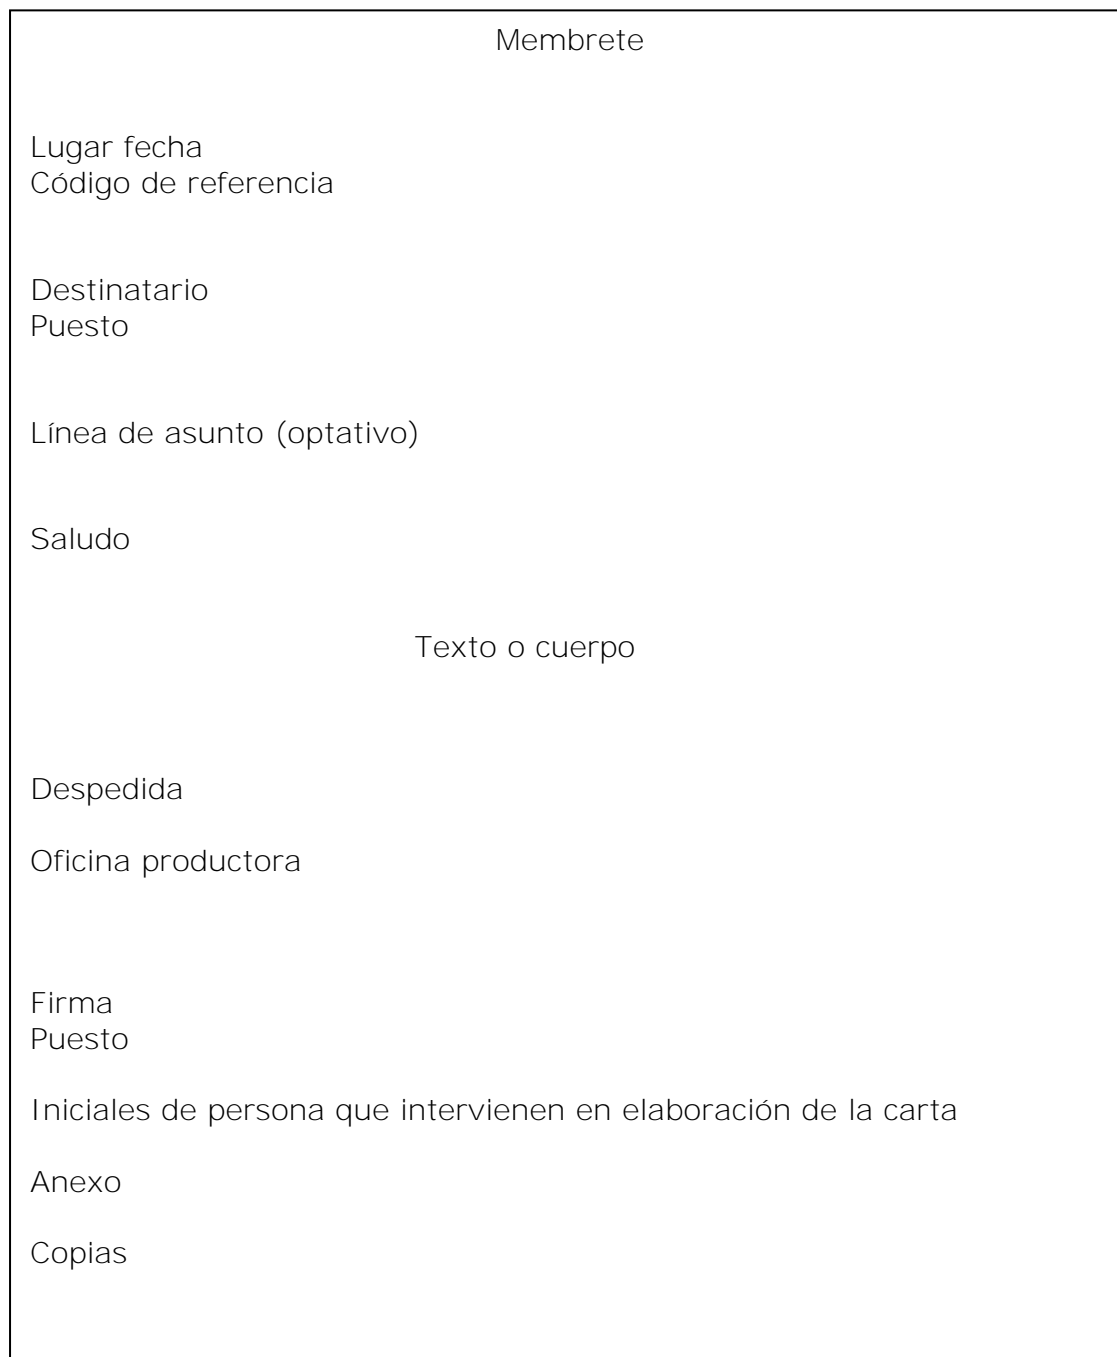 Membrete
Lugar fecha
Código de referencia
Destinatario
Puesto
Línea de asunto (optativo)
Saludo
Texto o cuerpo
Despedida
Oficina productora
Firma
Puesto
Iniciales de persona que intervienen en elaboración de la carta
Anexo
Copias